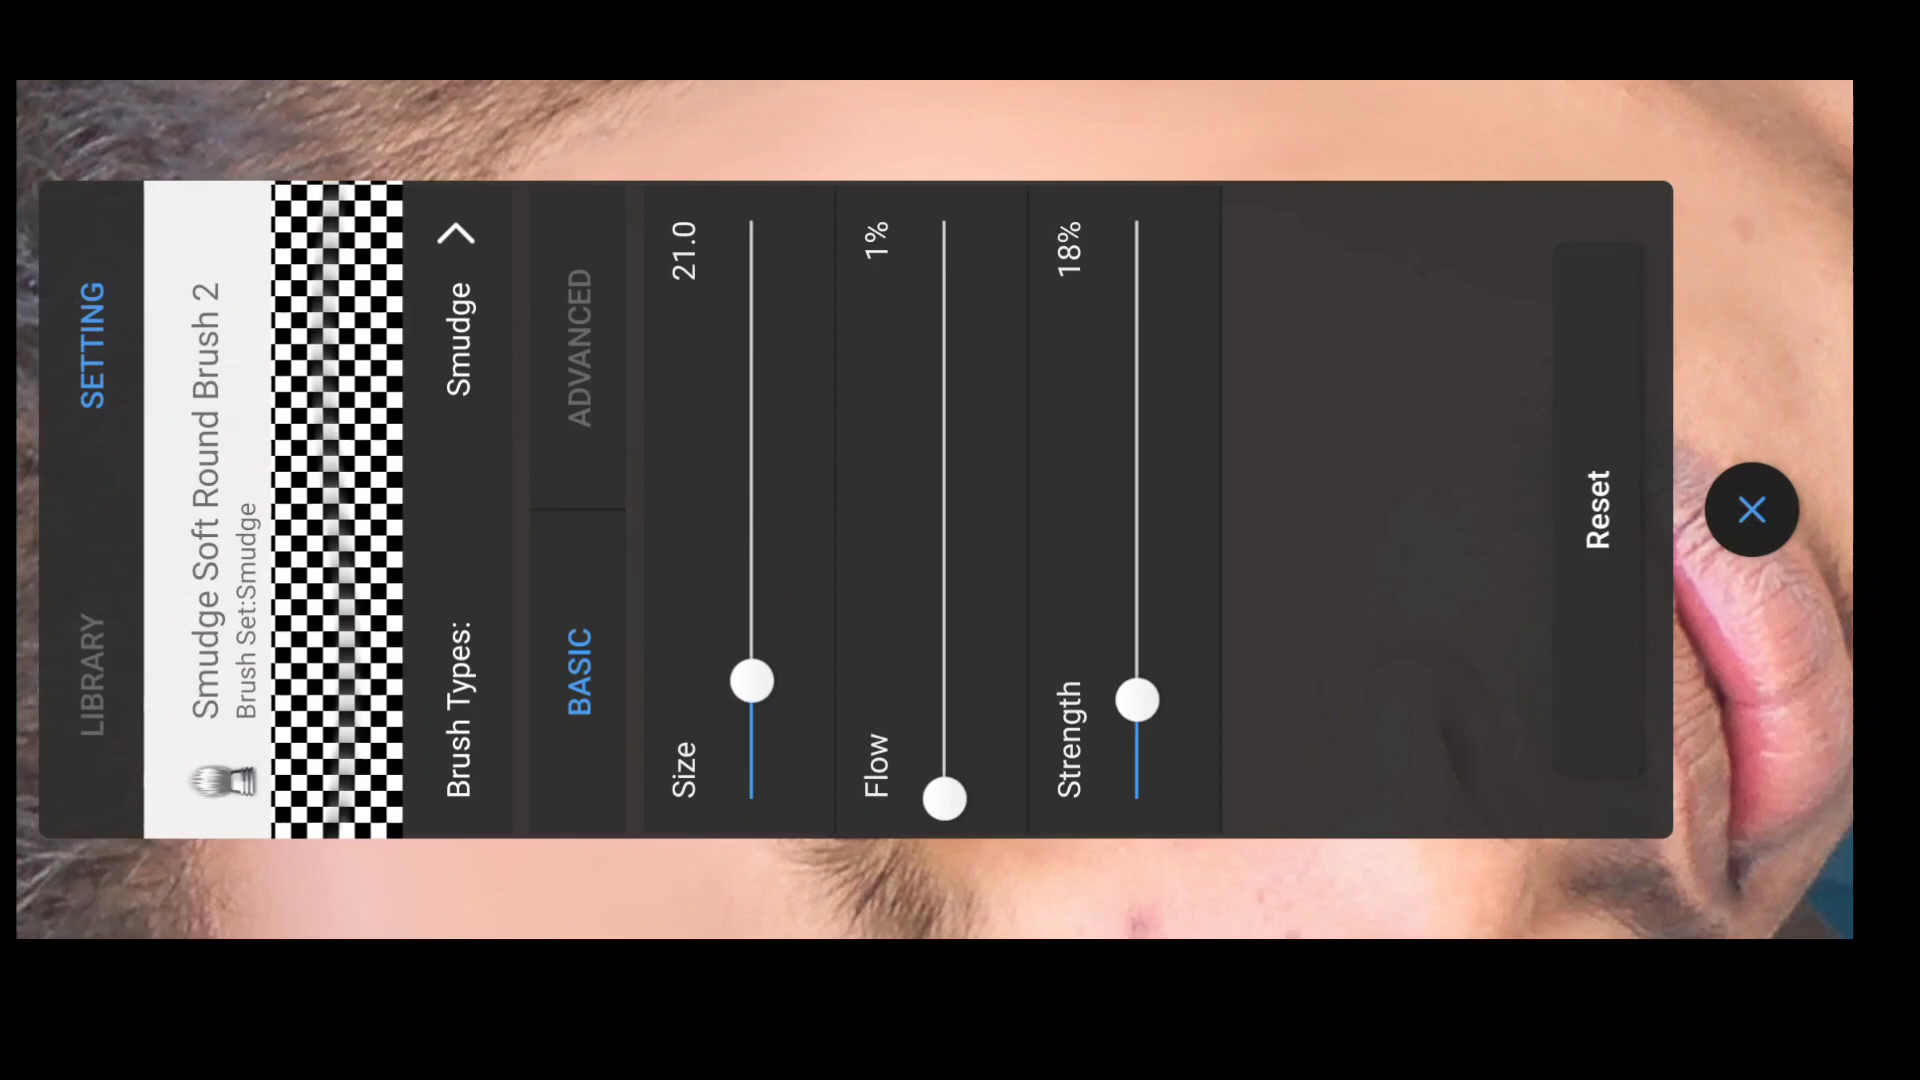 LIBRARY SETTING
Smudge Soft Round Brush 2
Brush Set:Smudge
Brush Types: Smudge
BASIC ADVANCED
Size 21.0
Flow 1%
Strength 18%
Reset